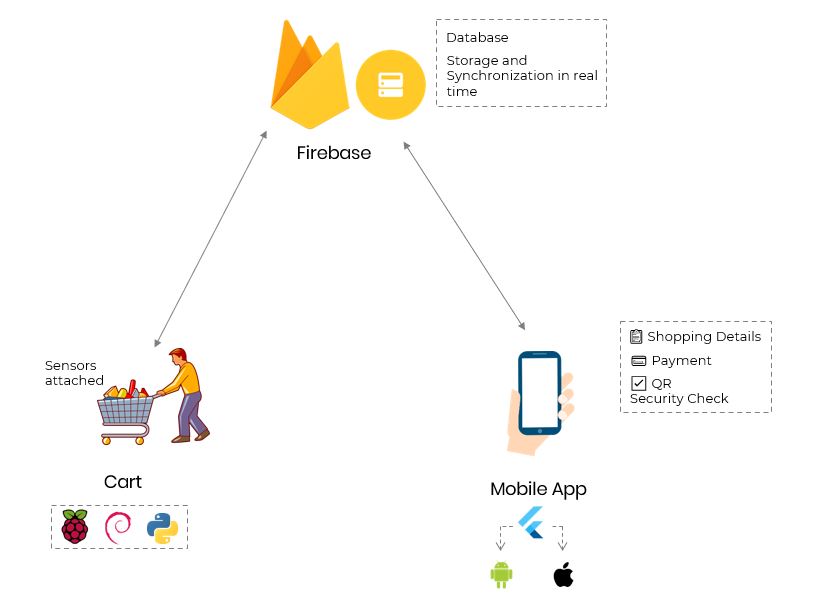 Database
Storage and
Synchronization in real
time
Firebase
Sensors
attached
Cart
Shopping Details
Payment
QR
Security Check
Mobile App